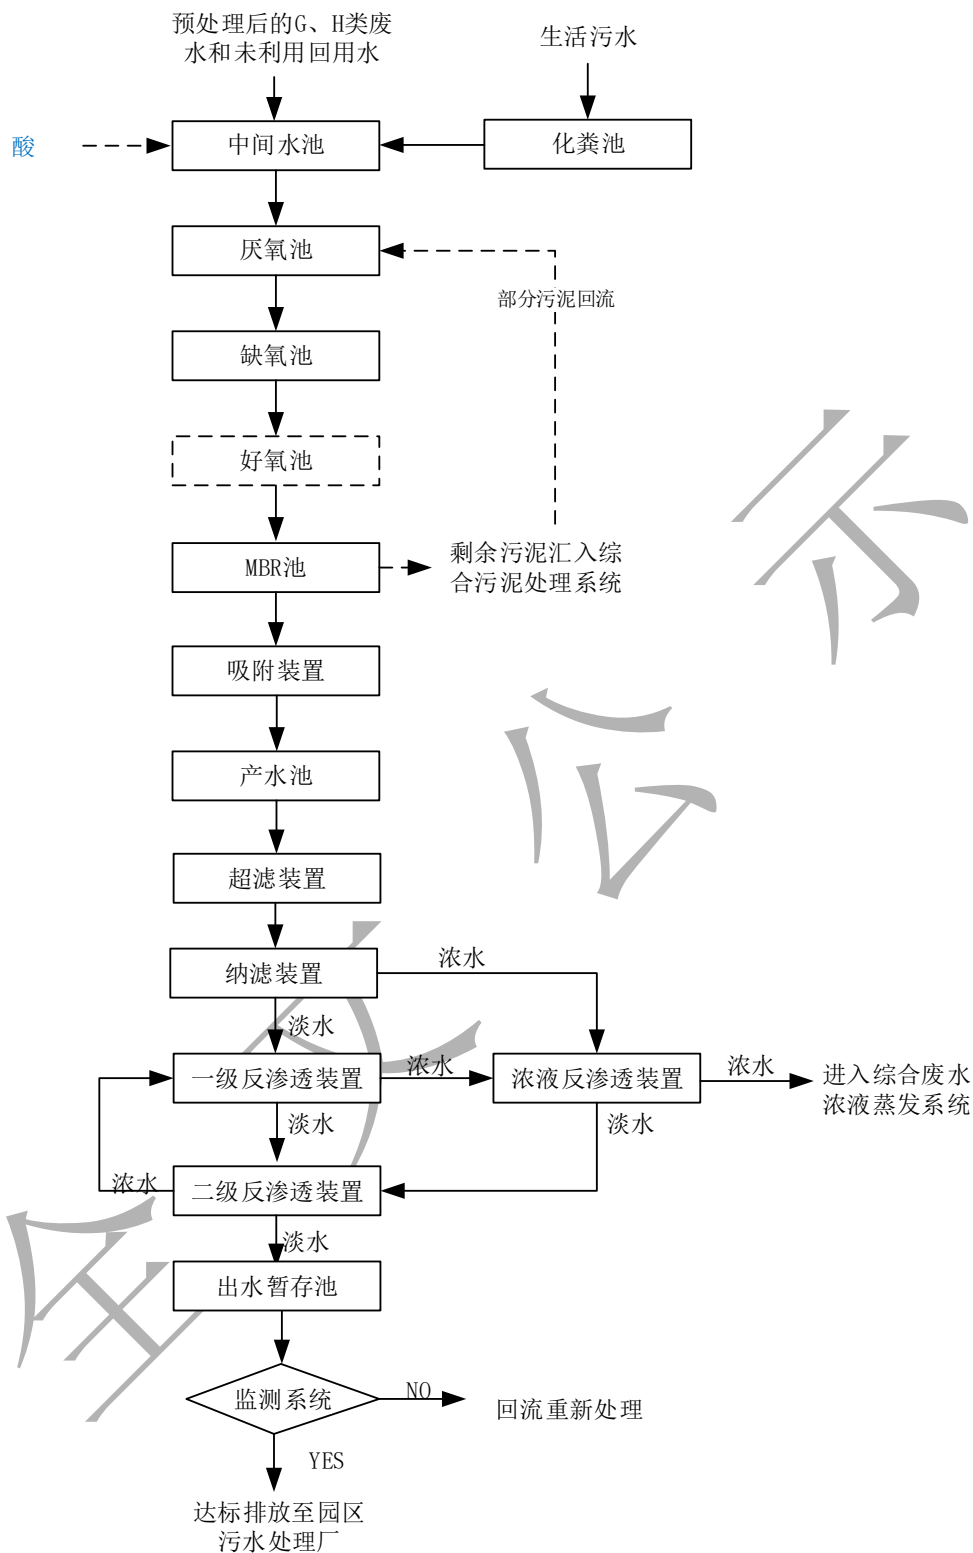 预处理后的G、H类废
水和未利用回用水
生活污水
酸
中间水池
化粪池
厌氧池
部分污泥回流
缺氧池
好氧池
MBR池
剩余污泥汇入综
合污泥处理系统
吸附装置
产水池
超滤装置
纳滤装置
浓水
淡水
一级反渗透装置
浓水
浓液反渗透装置
浓水
进入综合废水
浓液蒸发系统
淡水
淡水
浓水
二级反渗透装置
淡水
出水暂存池
监测系统
NO
回流重新处理
YES
达标排放至园区
污水处理厂
全文公示